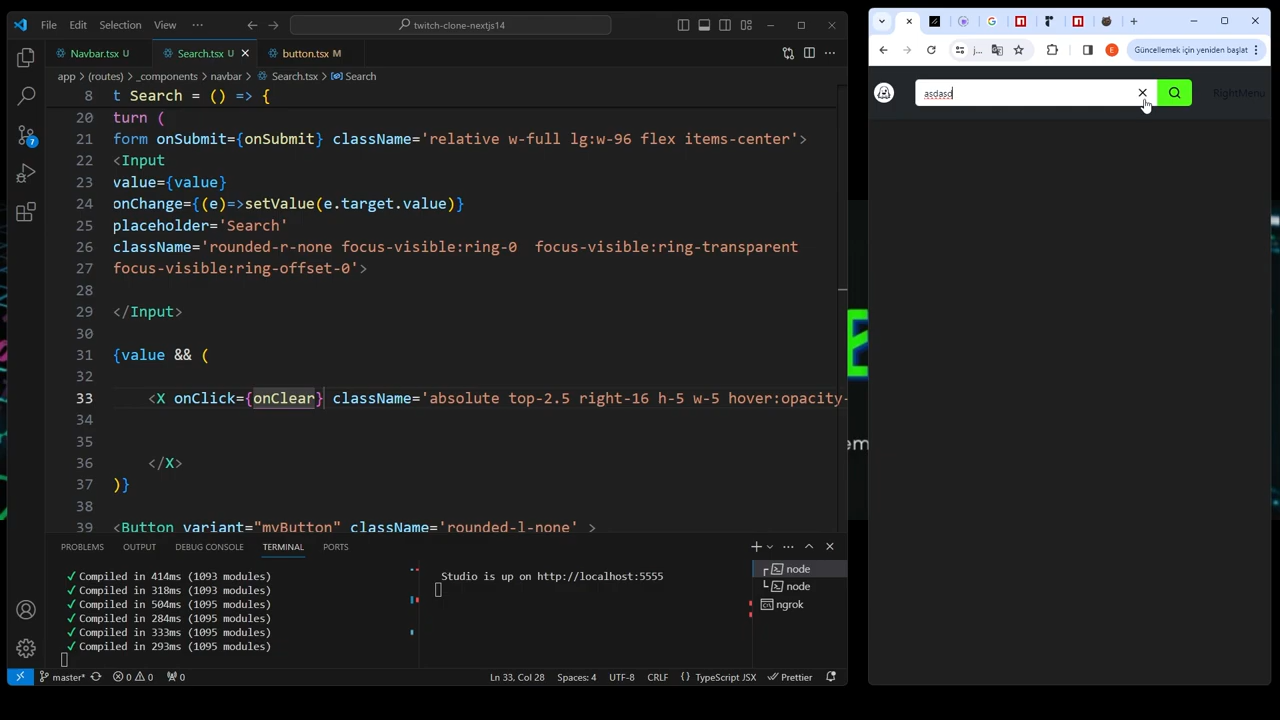 File Edit Selection View ··· twitch-clone-nextjs14
Navbar.tsx U Search.tsx U button.tsx M
app > (routes) > _components > navbar > Search.tsx > Search
8 t Search = () => {
20 turn (
21 form onSubmit={onSubmit} className='relative w-full lg:w-96 flex items-center'>
22 <Input
23 value={value}
24 onChange={(e)=>setValue(e.target.value)}
25 placeholder='Search'
26 className='rounded-r-none focus-visible:ring-0  focus-visible:ring-transparent
27 focus-visible:ring-offset-0'>
28
29 </Input>
30
31 {value && (
32
33 <X onClick={onClear} className='absolute top-2.5 right-16 h-5 w-5 hover:opacity-
34
35
36 </X>
37 )}
38
39 <Button variant="myButton" className='rounded-l-none' >
PROBLEMS OUTPUT DEBUG CONSOLE TERMINAL PORTS
✓ Compiled in 414ms (1093 modules)
✓ Compiled in 318ms (1093 modules)
✓ Compiled in 504ms (1095 modules)
✓ Compiled in 284ms (1095 modules)
✓ Compiled in 333ms (1095 modules)
✓ Compiled in 293ms (1095 modules)
Studio is up on http://localhost:5555
node
node
ngrok
7
master* 0 0 0 Ln 33, Col 28 Spaces: 4 UTF-8 CRLF {} TypeScript JSX Prettier
j... E Güncellemek için yeniden başlat
asdasd
RightMenu
em